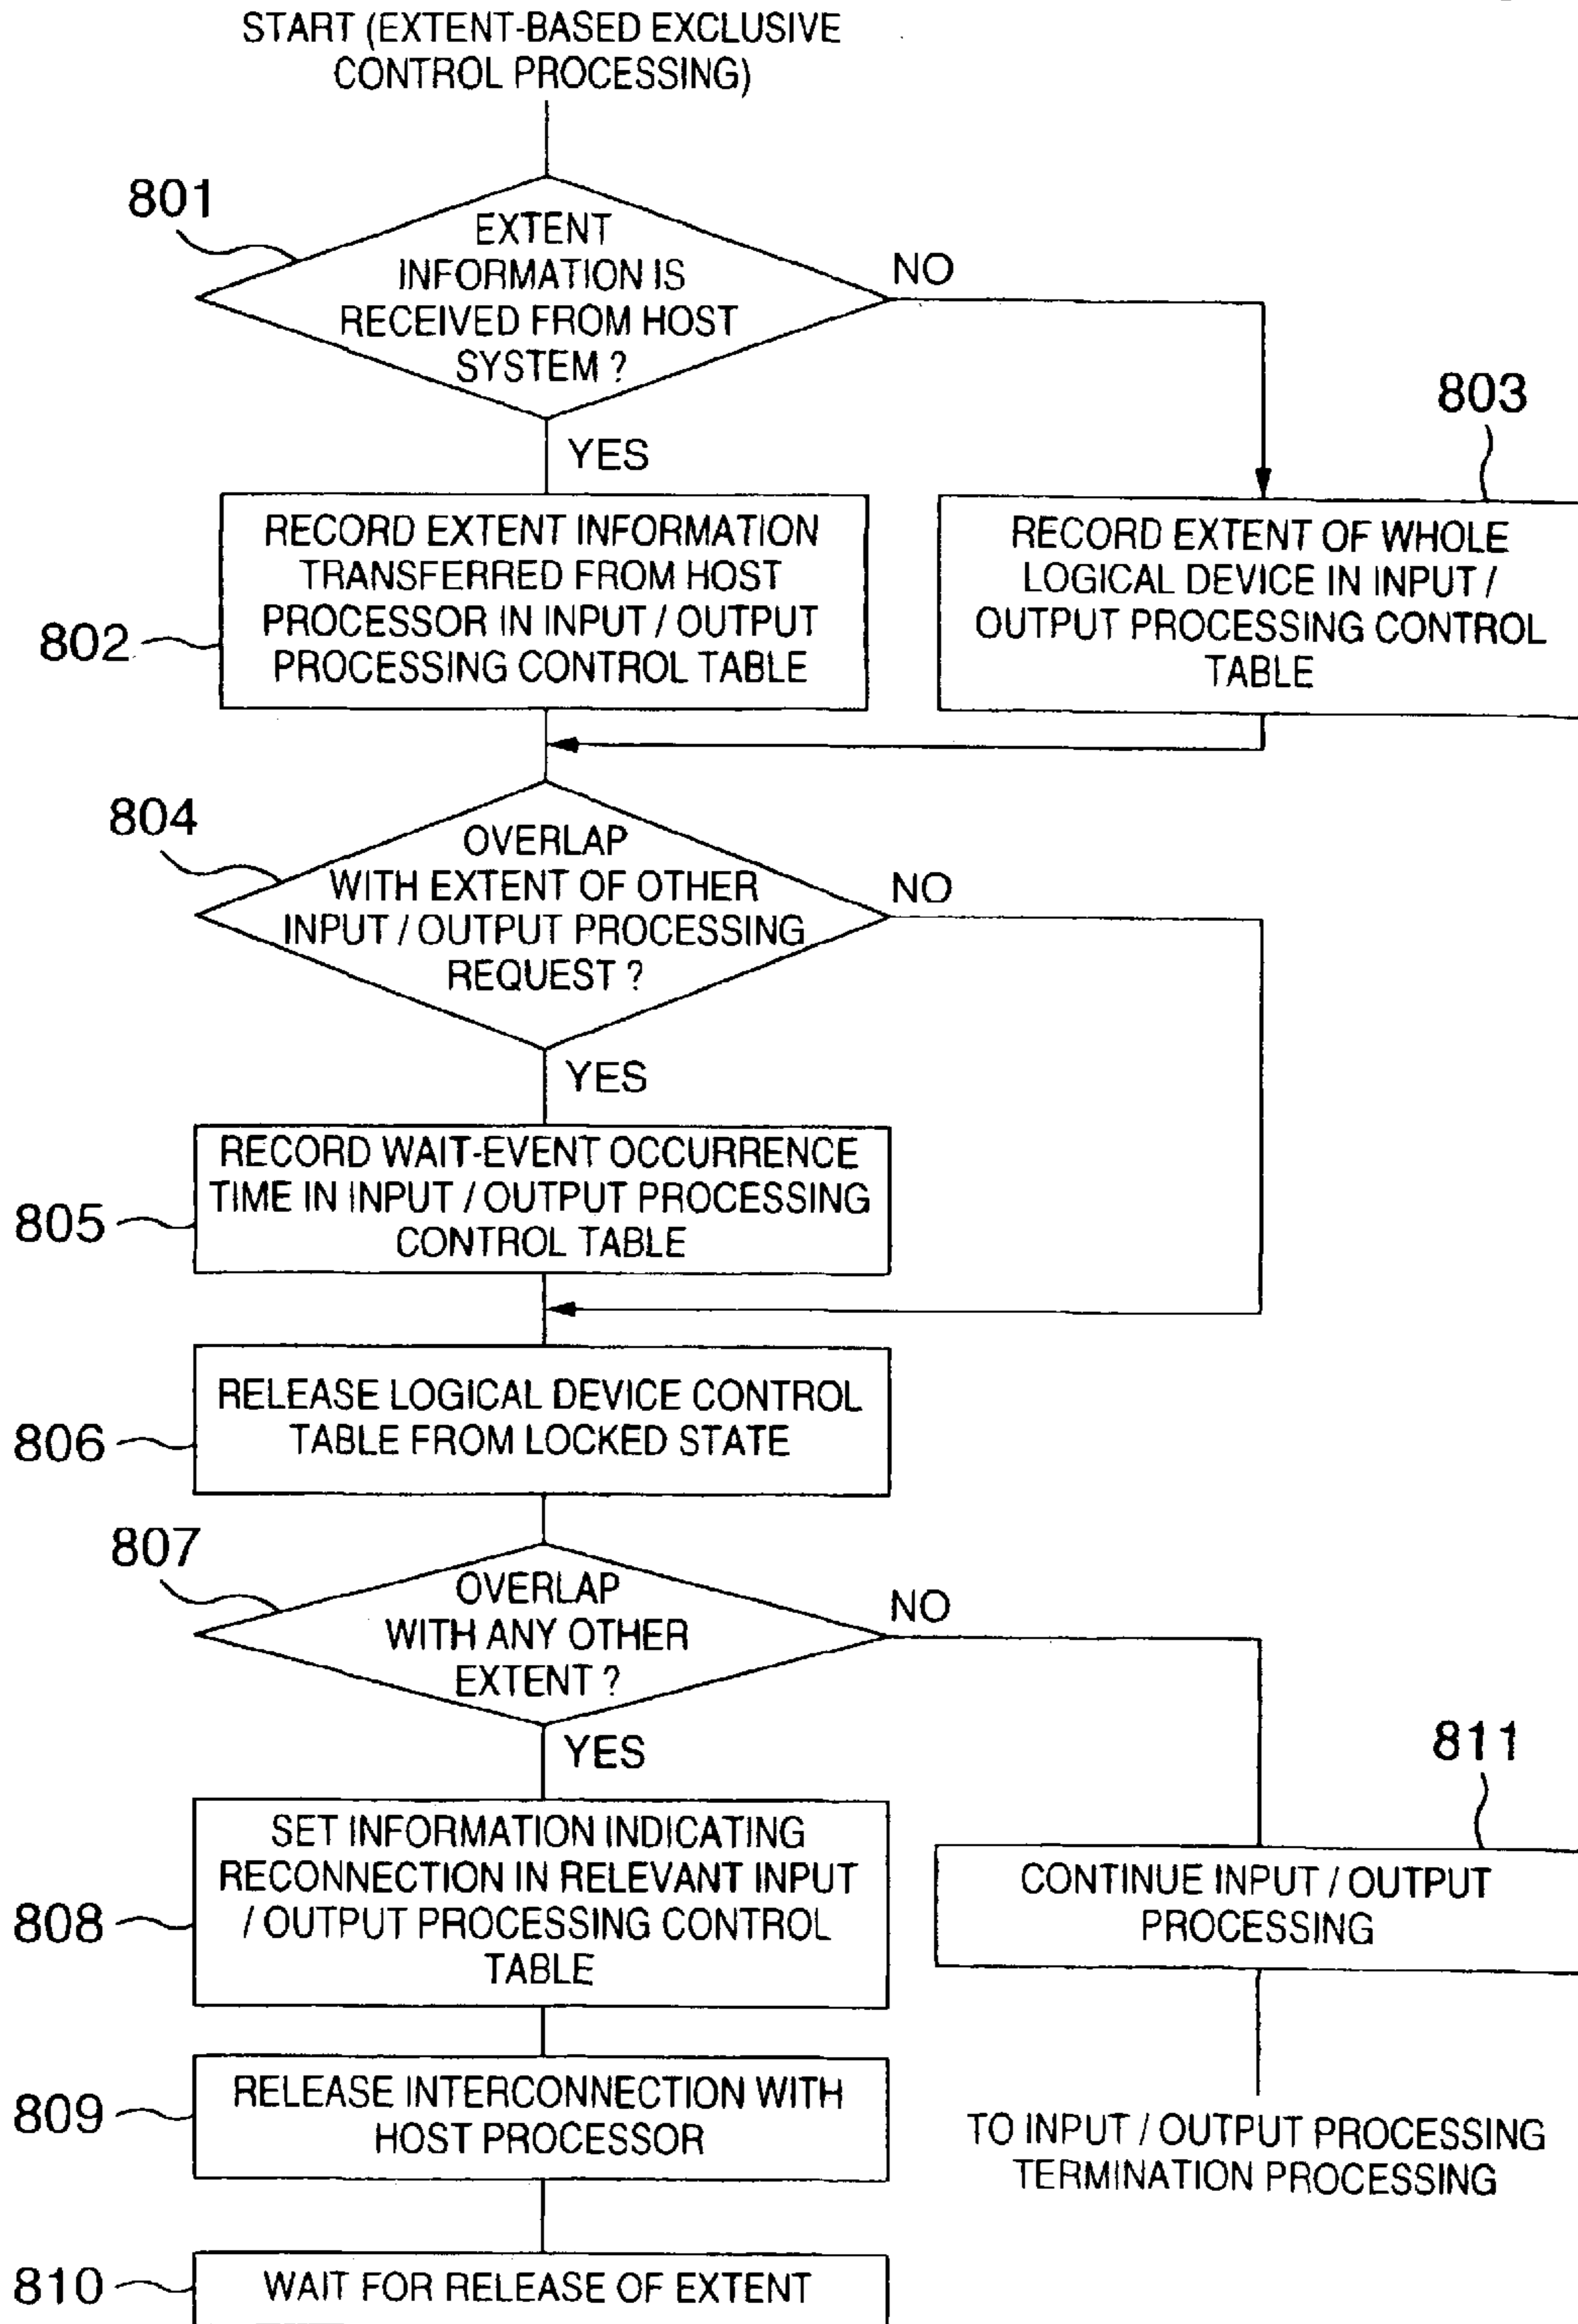 START (EXTENT-BASED EXCLUSIVE
CONTROL PROCESSING)
801
EXTENT
INFORMATION IS
RECEIVED FROM HOST
SYSTEM ?
NO
YES
803
802
RECORD EXTENT INFORMATION
TRANSFERRED FROM HOST
PROCESSOR IN INPUT / OUTPUT
PROCESSING CONTROL TABLE
RECORD EXTENT OF WHOLE
LOGICAL DEVICE IN INPUT /
OUTPUT PROCESSING CONTROL
TABLE
804
OVERLAP
WITH EXTENT OF OTHER
INPUT / OUTPUT PROCESSING
REQUEST ?
NO
YES
805
RECORD WAIT-EVENT OCCURRENCE
TIME IN INPUT / OUTPUT PROCESSING
CONTROL TABLE
806
RELEASE LOGICAL DEVICE CONTROL
TABLE FROM LOCKED STATE
807
OVERLAP
WITH ANY OTHER
EXTENT ?
NO
YES
811
808
SET INFORMATION INDICATING
RECONNECTION IN RELEVANT INPUT
/ OUTPUT PROCESSING CONTROL
TABLE
CONTINUE INPUT / OUTPUT
PROCESSING
809
RELEASE INTERCONNECTION WITH
HOST PROCESSOR
TO INPUT / OUTPUT PROCESSING
TERMINATION PROCESSING
810
WAIT FOR RELEASE OF EXTENT